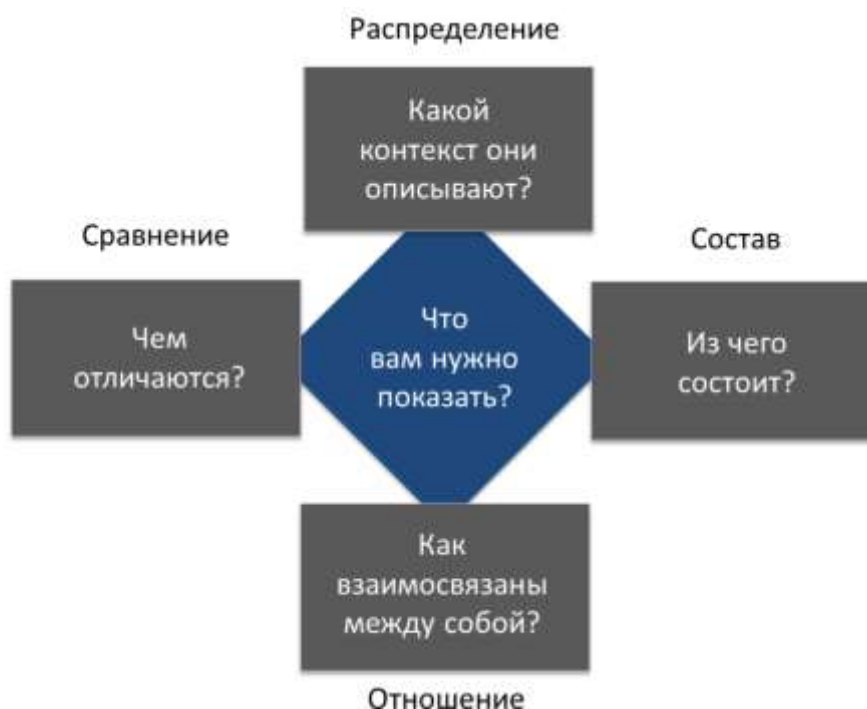 Распределение
Какой
контекст они
описывают?
Сравнение
Чем
отличаются?
Что
вам нужно
показать?
Состав
Из чего
состоит?
Как
взаимосвязаны
между собой?
Отношение